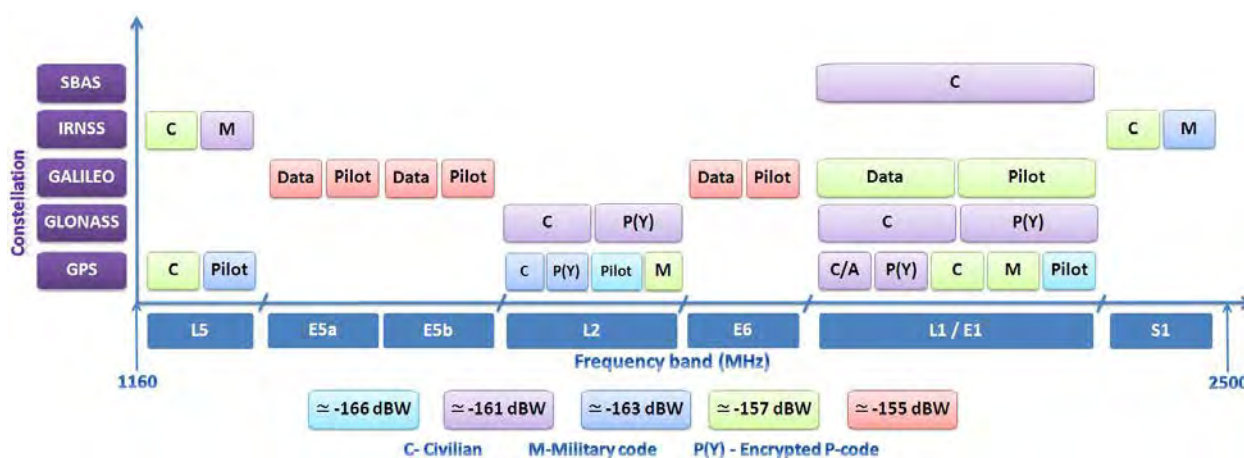 Constellation
SBAS C
IRNSS C M C M
GALILEO Data Pilot Data Pilot Data Pilot Data Pilot
GLONASS C P(Y) C P(Y)
GPS C Pilot C P(Y) Pilot M C/A P(Y) C M Pilot
L5 E5a E5b L2 E6 L1 / E1 S1
Frequency band (MHz)
1160 2500
≃ -166 dBW ≃ -161 dBW ≃ -163 dBW ≃ -157 dBW ≃ -155 dBW
C- Civilian M-Military code P(Y) - Encrypted P-code